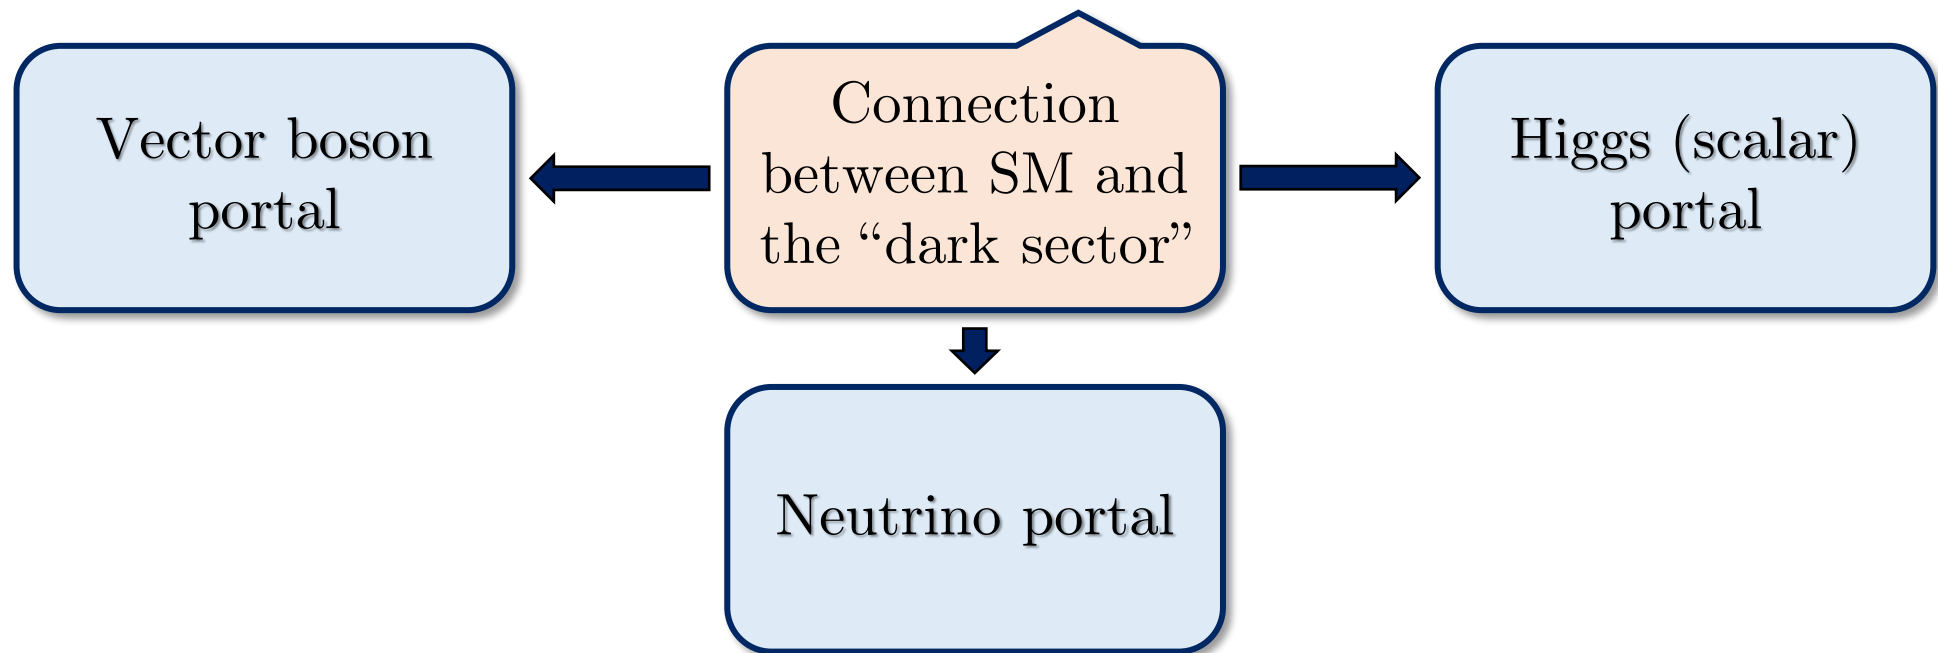 Vector boson
portal
Connection
between SM and
the “dark sector”
Higgs (scalar)
portal
Neutrino portal